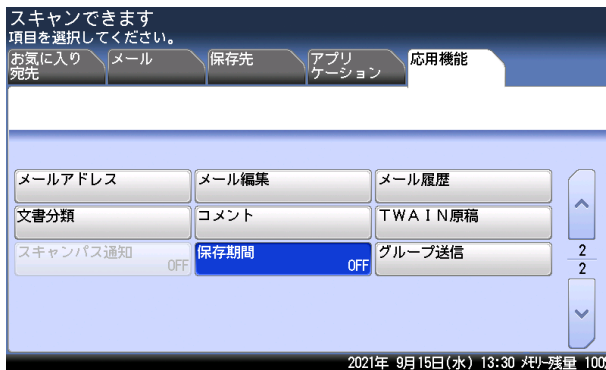 スキャンできます
項目を選択してください。
お気に入り
宛先
メール
保存先
アプリ
ケーション
応用機能
メールアドレス
メール編集
メール履歴
文書分類
コメント
TWAIN原稿
スキャンパス通知
OFF
保存期間
OFF
グループ送信
2
2
2021年 9月15日(水) 13:30 ﾒﾓﾘｰ残量 100